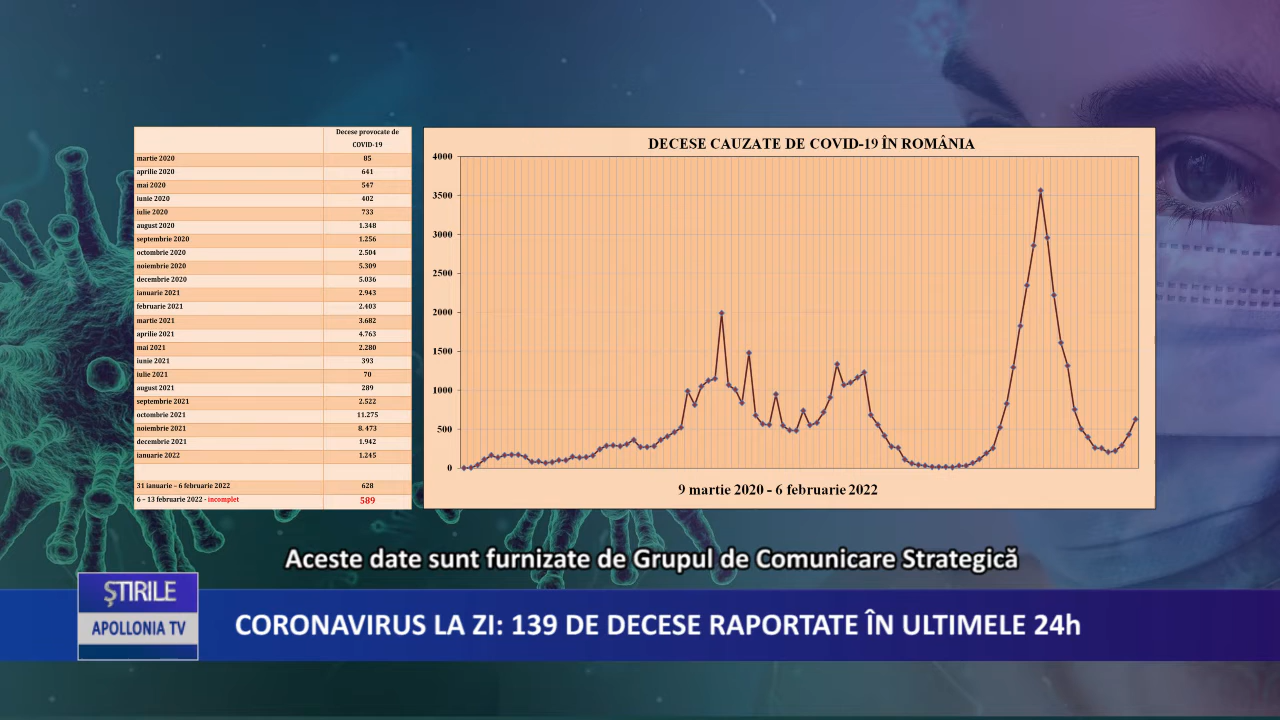 Decese provocate de
COVID-19
martie 2020 85
aprilie 2020 641
mai 2020 547
iunie 2020 402
iulie 2020 733
august 2020 1.348
septembrie 2020 1.256
octombrie 2020 2.504
noiembrie 2020 5.309
decembrie 2020 5.036
ianuarie 2021 2.943
februarie 2021 2.403
martie 2021 3.682
aprilie 2021 4.763
mai 2021 2.280
iunie 2021 393
iulie 2021 70
august 2021 289
septembrie 2021 2.522
octombrie 2021 11.275
noiembrie 2021 8. 473
decembrie 2021 1.942
ianuarie 2022 1.245
31 ianuarie – 6 februarie 2022 628
6 – 13 februarie 2022 - incomplet 589
DECESE CAUZATE DE COVID-19 ÎN ROMÂNIA
4000
3500
3000
2500
2000
1500
1000
500
0
9 martie 2020 - 6 februarie 2022
Aceste date sunt furnizate de Grupul de Comunicare Strategică
ȘTIRILE
APOLLONIA TV
CORONAVIRUS LA ZI: 139 DE DECESE RAPORTATE ÎN ULTIMELE 24h